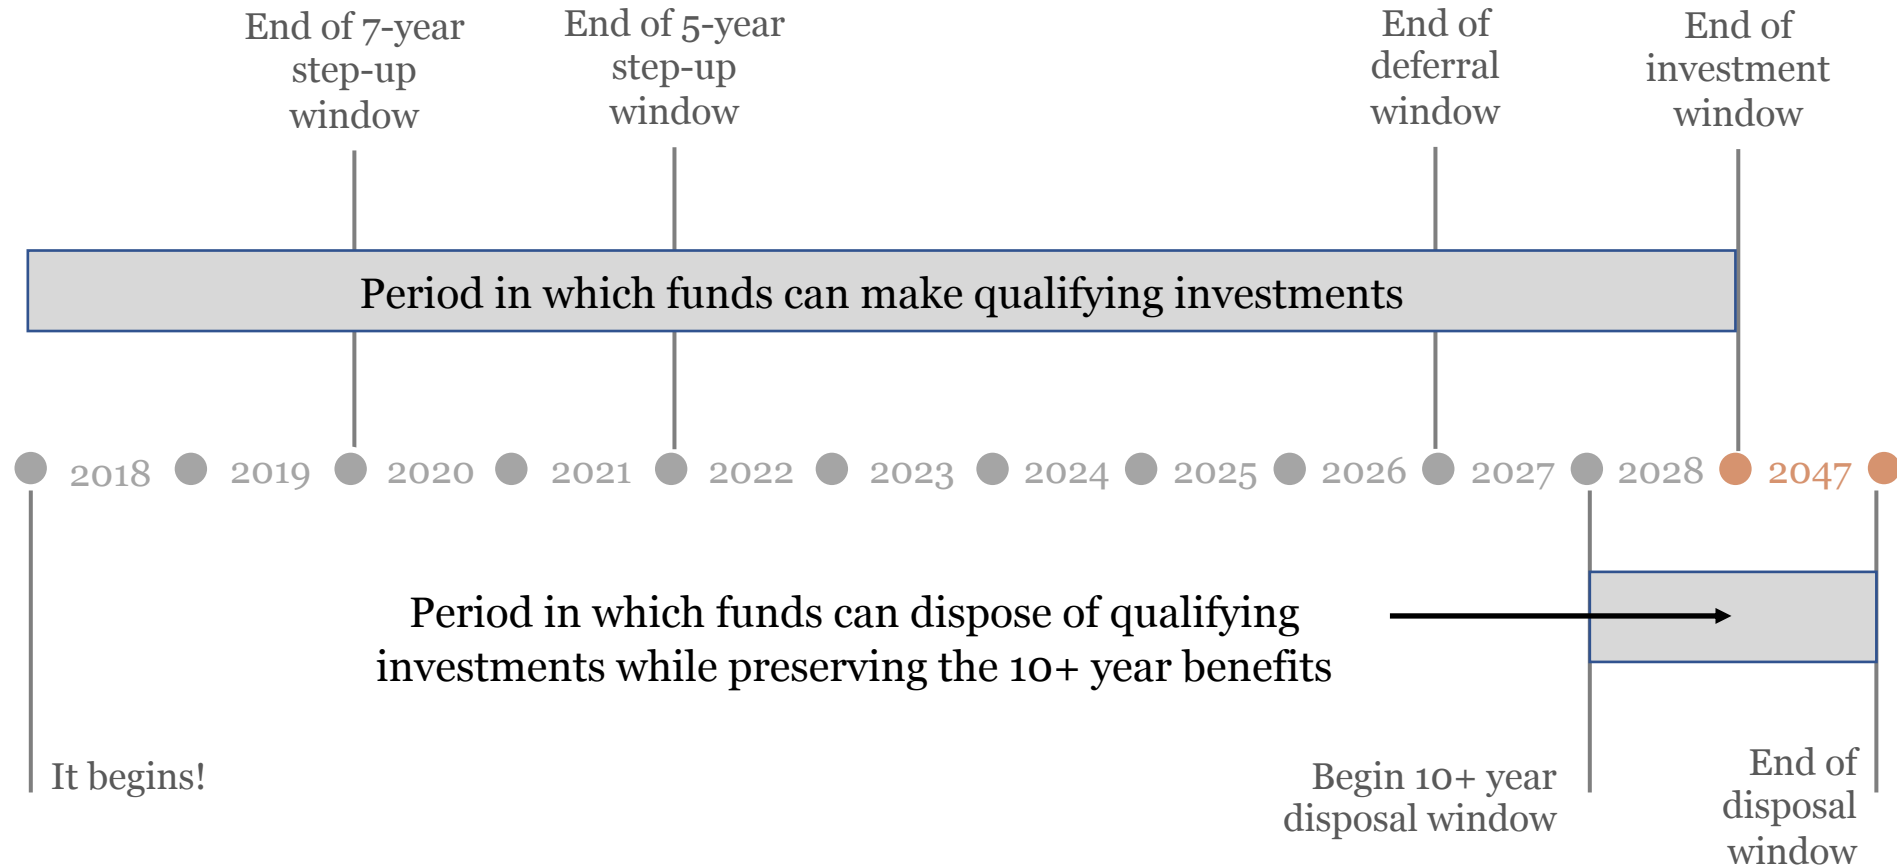 End of 7-year
step-up
window
End of 5-year
step-up
window
End of
deferral
window
End of
investment
window
Period in which funds can make qualifying investments
2018 2019 2020 2021 2022 2023 2024 2025 2026 2027 2028 2047
Period in which funds can dispose of qualifying
investments while preserving the 10+ year benefits
It begins!
Begin 10+ year
disposal window
End of
disposal
window